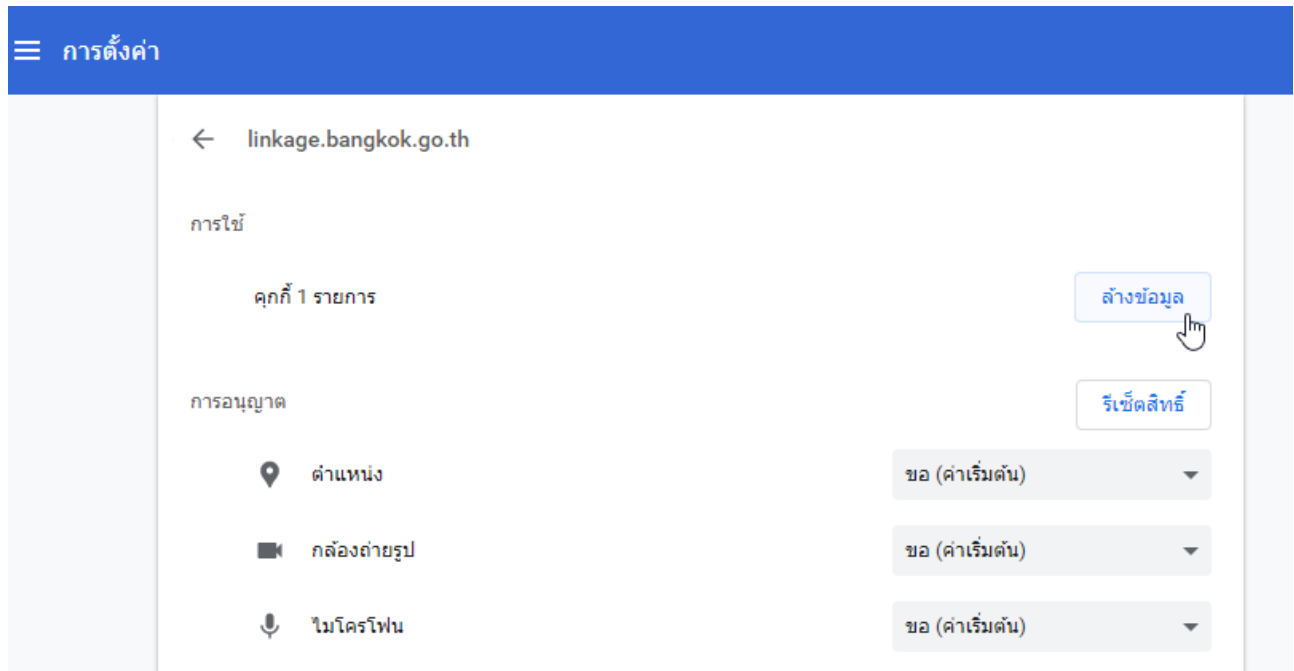 การตั้งค่า
linkage.bangkok.go.th
การใช้
คุกกี้ 1 รายการ
ล้างข้อมูล
การอนุญาต
รีเซ็ตสิทธิ์
ตำแหน่ง
ขอ (ค่าเริ่มต้น)
กล้องถ่ายรูป
ขอ (ค่าเริ่มต้น)
ไมโครโฟน
ขอ (ค่าเริ่มต้น)